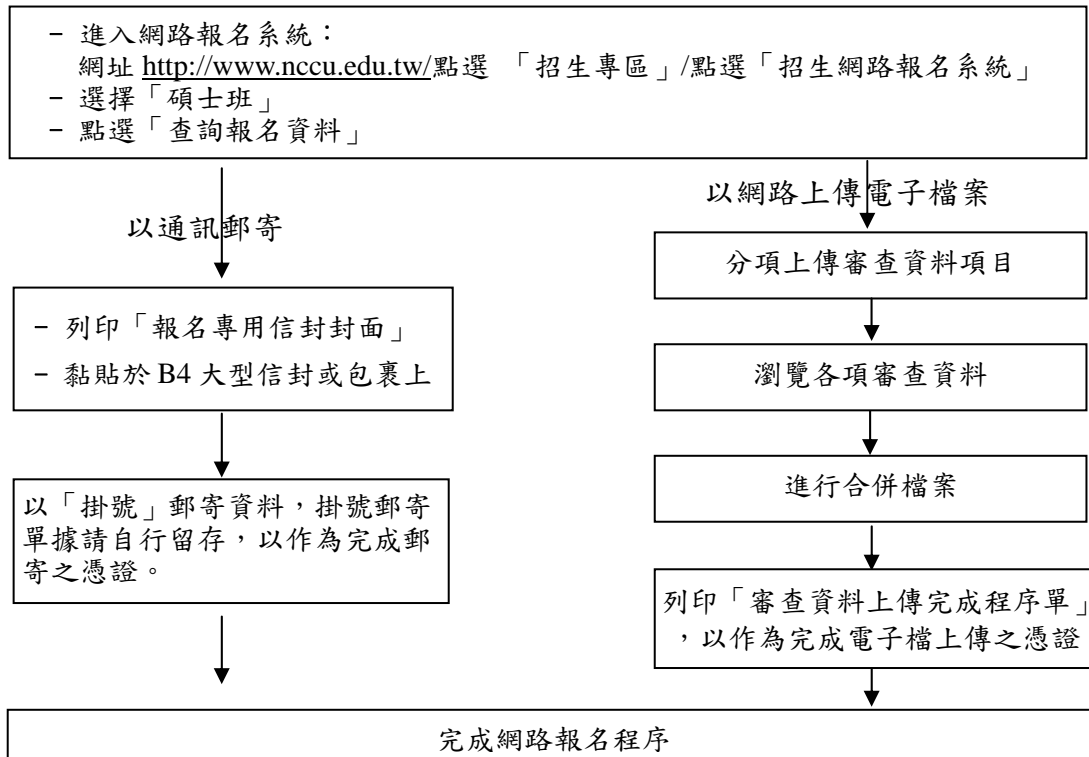 – 進入網路報名系統：
網址 http://www.nccu.edu.tw/點選 「招生專區」/點選「招生網路報名系統」
– 選擇「碩士班」
– 點選「查詢報名資料」
以通訊郵寄
– 列印「報名專用信封封面」
– 黏貼於 B4 大型信封或包裹上
以「掛號」郵寄資料，掛號郵寄
單據請自行留存，以作為完成郵
寄之憑證。
以網路上傳電子檔案
分項上傳審查資料項目
瀏覽各項審查資料
進行合併檔案
列印「審查資料上傳完成程序單」
，以作為完成電子檔上傳之憑證
完成網路報名程序